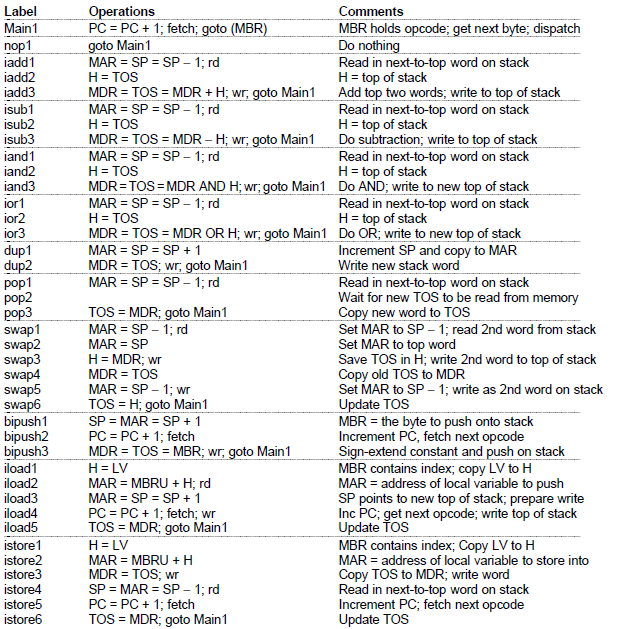 Label Operations Comments
Main1 PC = PC + 1; fetch; goto (MBR) MBR holds opcode; get next byte; dispatch
nop1 goto Main1 Do nothing
iadd1 MAR = SP = SP – 1; rd Read in next-to-top word on stack
iadd2 H = TOS H = top of stack
iadd3 MDR = TOS = MDR + H; wr; goto Main1 Add top two words; write to top of stack
isub1 MAR = SP = SP – 1; rd Read in next-to-top word on stack
isub2 H = TOS H = top of stack
isub3 MDR = TOS = MDR – H; wr; goto Main1 Do subtraction; write to top of stack
iand1 MAR = SP = SP – 1; rd Read in next-to-top word on stack
iand2 H = TOS H = top of stack
iand3 MDR = TOS = MDR AND H; wr; goto Main1 Do AND; write to new top of stack
ior1 MAR = SP = SP – 1; rd Read in next-to-top word on stack
ior2 H = TOS H = top of stack
ior3 MDR = TOS = MDR OR H; wr; goto Main1 Do OR; write to new top of stack
dup1 MAR = SP = SP + 1 Increment SP and copy to MAR
dup2 MDR = TOS; wr; goto Main1 Write new stack word
pop1 MAR = SP = SP – 1; rd Read in next-to-top word on stack
pop2 Wait for new TOS to be read from memory
pop3 TOS = MDR; goto Main1 Copy new word to TOS
swap1 MAR = SP – 1; rd Set MAR to SP – 1; read 2nd word from stack
swap2 MAR = SP Set MAR to top word
swap3 H = MDR; wr Save TOS in H; write 2nd word to top of stack
swap4 MDR = TOS Copy old TOS to MDR
swap5 MAR = SP – 1; wr Set MAR to SP – 1; write as 2nd word on stack
swap6 TOS = H; goto Main1 Update TOS
bipush1 SP = MAR = SP + 1 MBR = the byte to push onto stack
bipush2 PC = PC + 1; fetch Increment PC, fetch next opcode
bipush3 MDR = TOS = MBR; wr; goto Main1 Sign-extend constant and push on stack
iload1 H = LV MBR contains index; copy LV to H
iload2 MAR = MBRU + H; rd MAR = address of local variable to push
iload3 MAR = SP = SP + 1 SP points to new top of stack; prepare write
iload4 PC = PC + 1; fetch; wr Inc PC; get next opcode; write top of stack
iload5 TOS = MDR; goto Main1 Update TOS
istore1 H = LV MBR contains index; Copy LV to H
istore2 MAR = MBRU + H MAR = address of local variable to store into
istore3 MDR = TOS; wr Copy TOS to MDR; write word
istore4 SP = MAR = SP – 1; rd Read in next-to-top word on stack
istore5 PC = PC + 1; fetch Increment PC; fetch next opcode
istore6 TOS = MDR; goto Main1 Update TOS